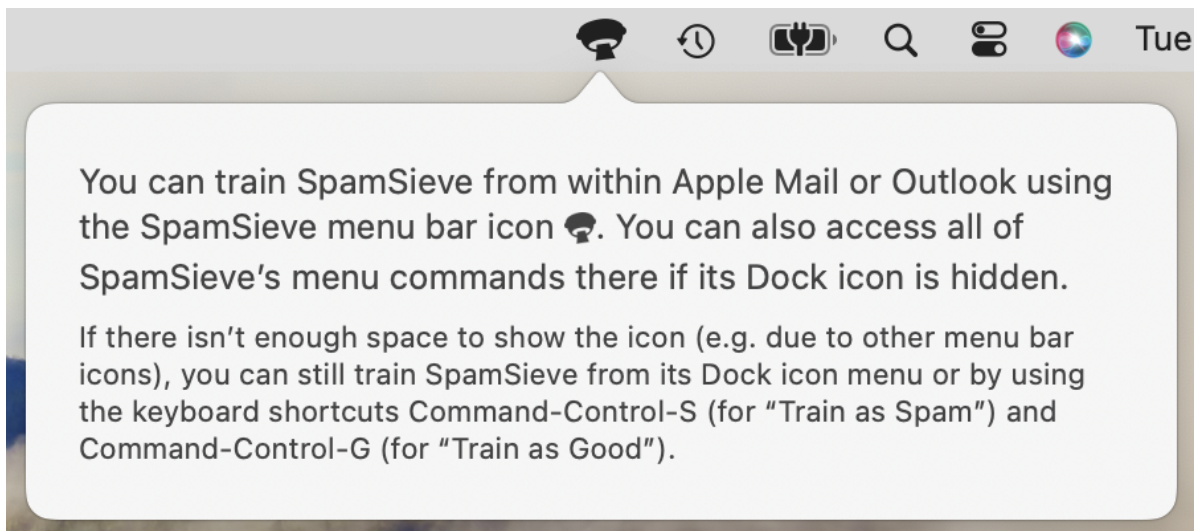 Tue
You can train SpamSieve from within Apple Mail or Outlook using
the SpamSieve menu bar icon . You can also access all of
SpamSieve’s menu commands there if its Dock icon is hidden.
If there isn’t enough space to show the icon (e.g. due to other menu bar
icons), you can still train SpamSieve from its Dock icon menu or by using
the keyboard shortcuts Command-Control-S (for “Train as Spam”) and
Command-Control-G (for “Train as Good”).